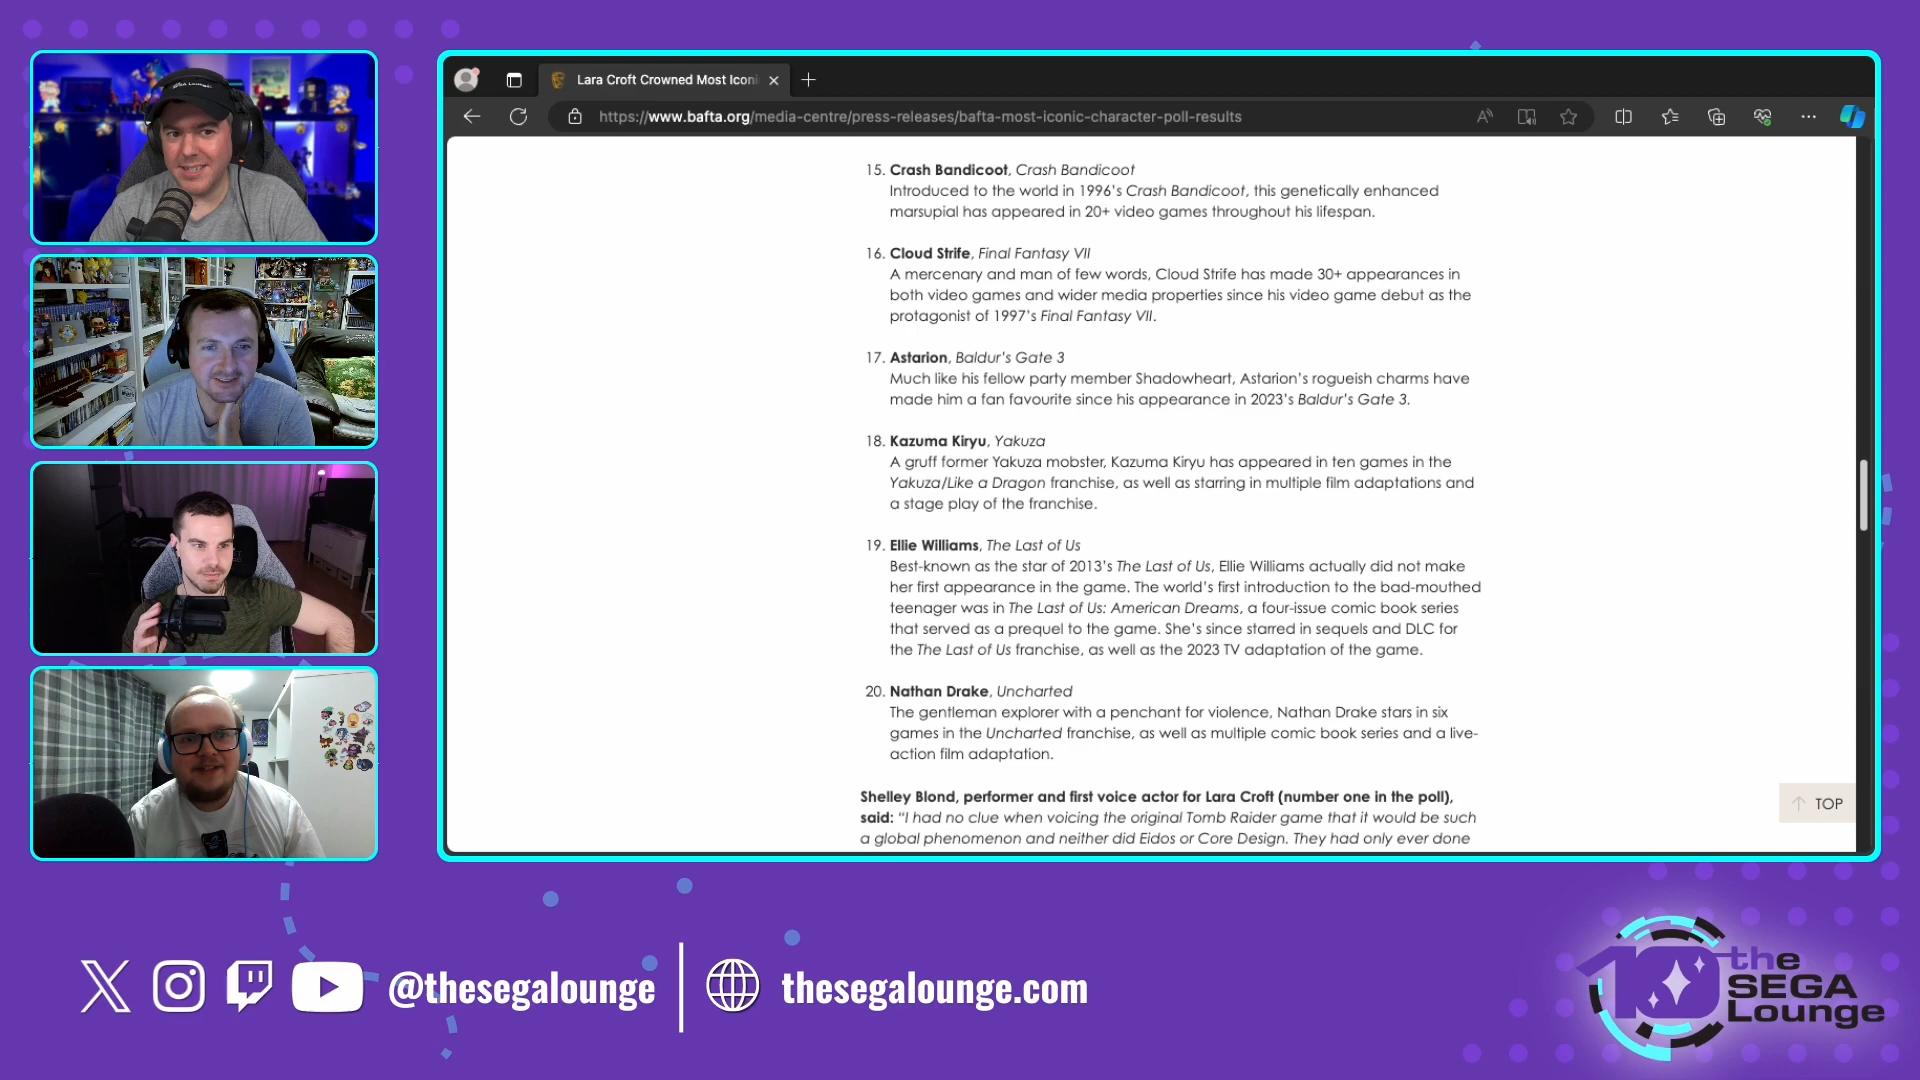 Lara Croft Crowned Most Iconi
https://www.bafta.org/media-centre/press-releases/bafta-most-iconic-character-poll-results
15. Crash Bandicoot, Crash Bandicoot
Introduced to the world in 1996's Crash Bandicoot, this genetically enhanced
marsupial has appeared in 20+ video games throughout his lifespan.
16. Cloud Strife, Final Fantasy VII
A mercenary and man of few words, Cloud Strife has made 30+ appearances in
both video games and wider media properties since his video game debut as the
protagonist of 1997's Final Fantasy VII.
17. Astarion, Baldur's Gate 3
Much like his fellow party member Shadowheart, Astarion's rogueish charms have
made him a fan favourite since his appearance in 2023's Baldur's Gate 3.
18. Kazuma Kiryu, Yakuza
A gruff former Yakuza mobster, Kazuma Kiryu has appeared in ten games in the
Yakuza/Like a Dragon franchise, as well as starring in multiple film adaptations and
a stage play of the franchise.
19. Ellie Williams, The Last of Us
Best-known as the star of 2013's The Last of Us, Ellie Williams actually did not make
her first appearance in the game. The world's first introduction to the bad-mouthed
teenager was in The Last of Us: American Dreams, a four-issue comic book series
that served as a prequel to the game. She's since starred in sequels and DLC for
the The Last of Us franchise, as well as the 2023 TV adaptation of the game.
20. Nathan Drake, Uncharted
The gentleman explorer with a penchant for violence, Nathan Drake stars in six
games in the Uncharted franchise, as well as multiple comic book series and a live-
action film adaptation.
TOP
Shelley Blond, performer and first voice actor for Lara Croft (number one in the poll),
said: "I had no clue when voicing the original Tomb Raider game that it would be such
a global phenomenon and neither did Eidos or Core Design. They had only ever done
@thesegalounge
thesegalounge.com
10
the
SEGA
Lounge